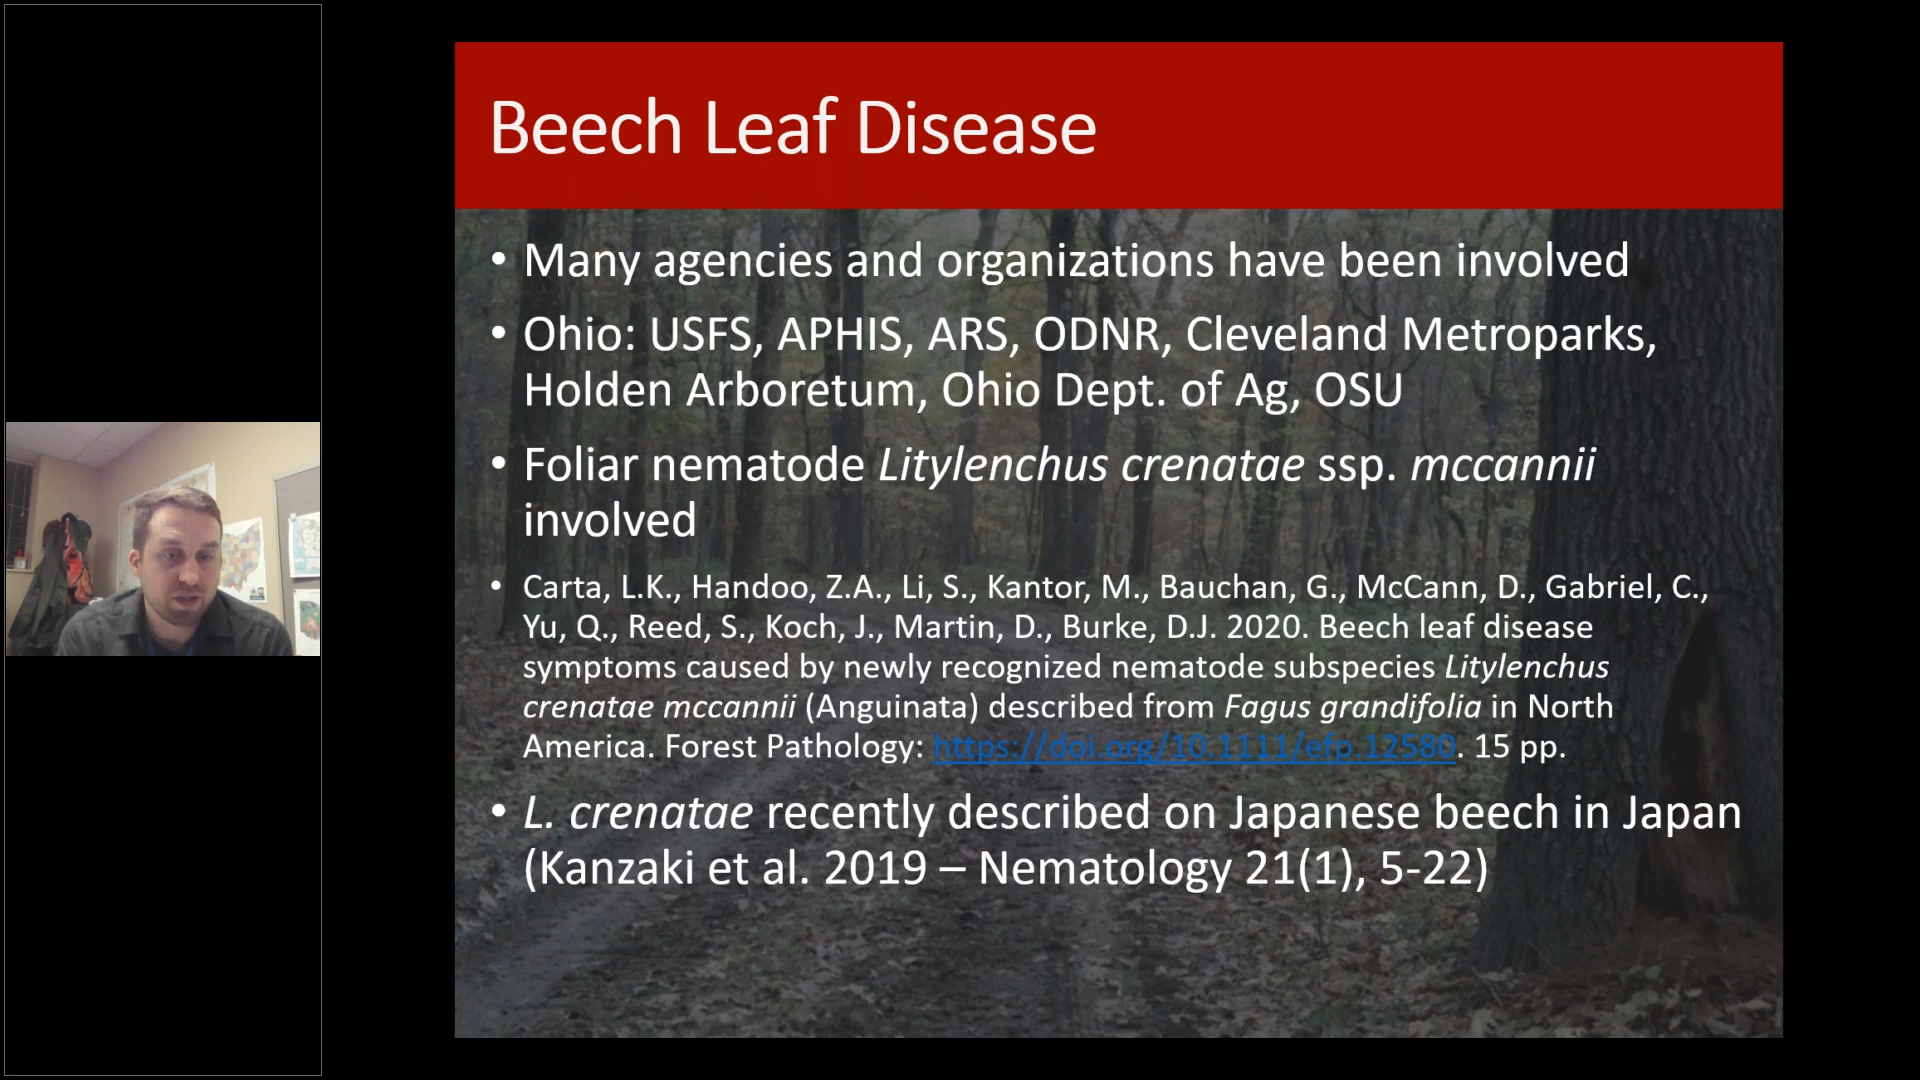 Beech Leaf Disease
• Many agencies and organizations have been involved
• Ohio: USFS, APHIS, ARS, ODNR, Cleveland Metroparks,
Holden Arboretum, Ohio Dept. of Ag, OSU
• Foliar nematode Litylenchus crenatae ssp. mccannii
involved
• Carta, L.K., Handoo, Z.A., Li, S., Kantor, M., Bauchan, G., McCann, D., Gabriel, C.,
Yu, Q., Reed, S., Koch, J., Martin, D., Burke, D.J. 2020. Beech leaf disease
symptoms caused by newly recognized nematode subspecies Litylenchus
crenatae mccannii (Anguinata) described from Fagus grandifolia in North
America. Forest Pathology: https://doi.org/10.1111/efp.12580. 15 pp.
• L. crenatae recently described on Japanese beech in Japan
(Kanzaki et al. 2019 – Nematology 21(1), 5-22)